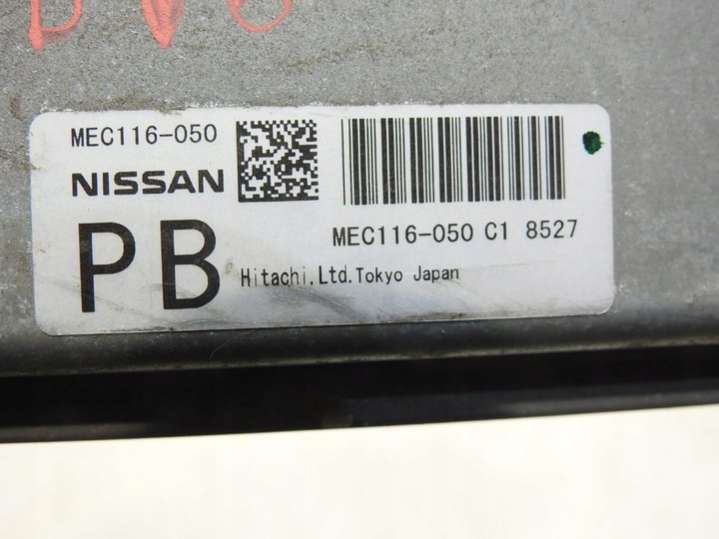 MEC116-050
NISSAN
PB
MEC116-050 C1 8527
Hitachi.Ltd.Tokyo Japan